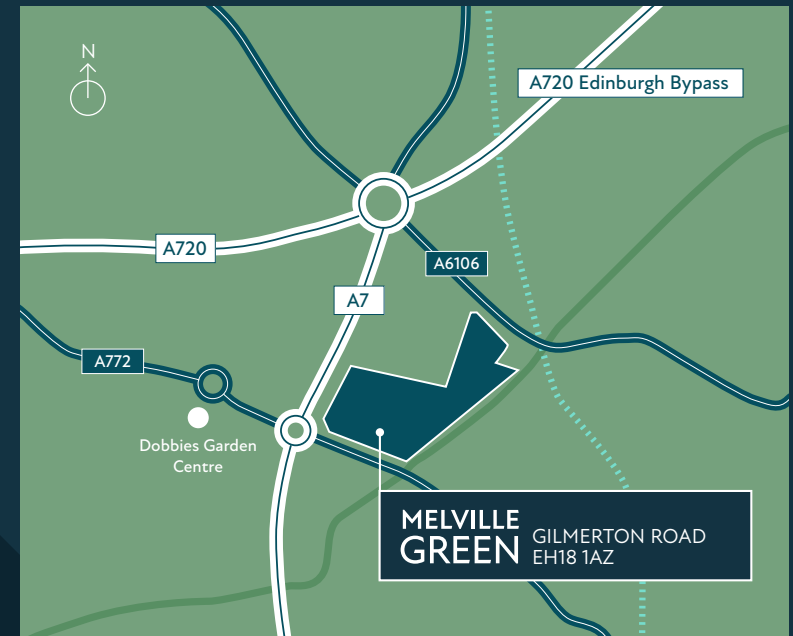 N
A720 Edinburgh Bypass
A720
A6106
A7
A772
Dobbies Garden
Centre
MELVILLE
GREEN
GILMERTON ROAD
EH18 1AZ